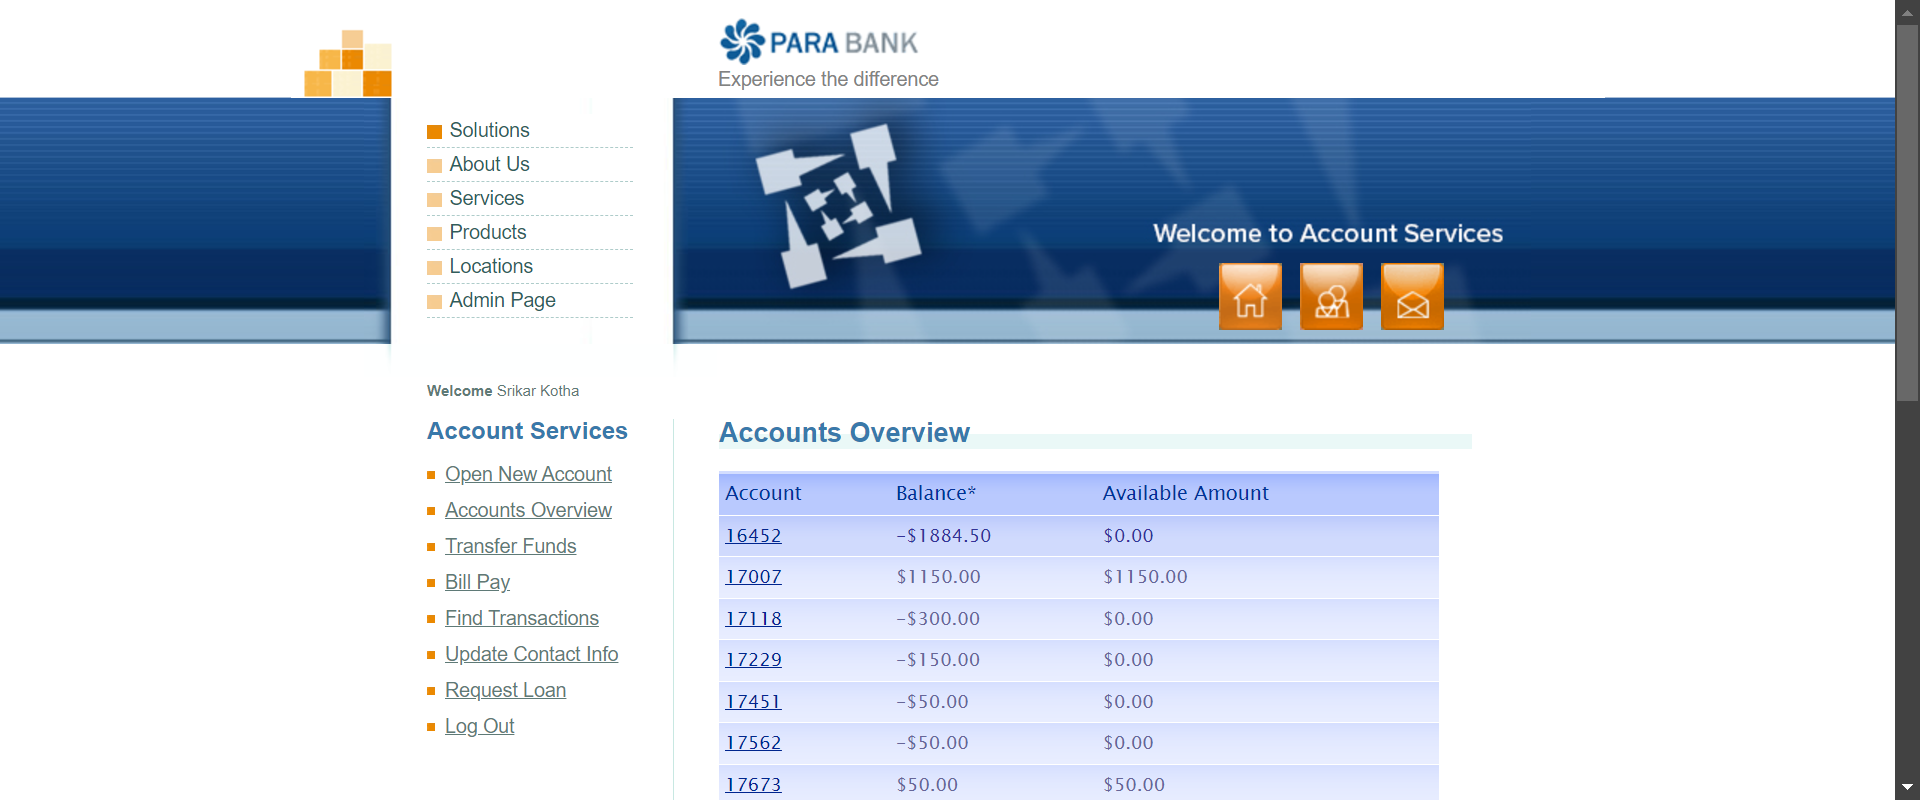 PARA BANK
Experience the difference
Solutions
About Us
Services
Products
Locations
Admin Page
Welcome to Account Services
Welcome Srikar Kotha
Account Services
Open New Account
Accounts Overview
Transfer Funds
Bill Pay
Find Transactions
Update Contact Info
Request Loan
Log Out
Accounts Overview
Account Balance* Available Amount
16452 -$1884.50 $0.00
17007 $1150.00 $1150.00
17118 -$300.00 $0.00
17229 -$150.00 $0.00
17451 -$50.00 $0.00
17562 -$50.00 $0.00
17673 $50.00 $50.00